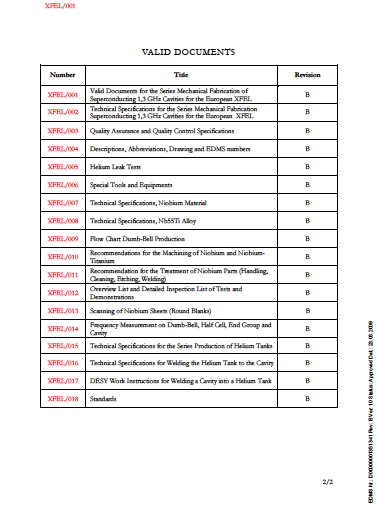 XFEL/001
VALID DOCUMENTS
Number Title Revision
XFEL/001 Valid Documents for the Series Mechanical Fabrication of
Superconducting 1,3 GHz Cavities for the European XFEL B
XFEL/002 Technical Specifications for the Series Mechanical Fabrication
Superconducting 1,3 GHz Cavities for the European XFEL B
XFEL/003 Quality Assurance and Quality Control Specifications B
XFEL/004 Descriptions, Abbreviations, Drawing and EDMS numbers B
XFEL/005 Helium Leak Tests B
XFEL/006 Special Tools and Equipments B
XFEL/007 Technical Specifications, Niobium Material B
XFEL/008 Technical Specifications, Nb55Ti Alloy B
XFEL/009 Flow Chart Dumb-Bell Production B
XFEL/010 Recommendations for the Machining of Niobium and Niobium-
Titanium B
XFEL/011 Recommendation for the Treatment of Niobium Parts (Handling,
Cleaning, Etching, Welding) B
XFEL/012 Overview List and Detailed Inspection List of Tests and
Demonstrations B
XFEL/013 Scanning of Niobium Sheets (Round Blanks) B
XFEL/014 Frequency Measurement on Dumb-Bell, Half Cell, End Group and
Cavity B
XFEL/015 Technical Specifications for the Series Production of Helium Tanks B
XFEL/016 Technical Specifications for Welding the Helium Tank to the Cavity B
XFEL/017 DESY Work Instructions for Welding a Cavity into a Helium Tank B
XFEL/018 Standards B
2/2
EDMS Nr.: Rev: B Ver: 10 Status: Approved Dat.: